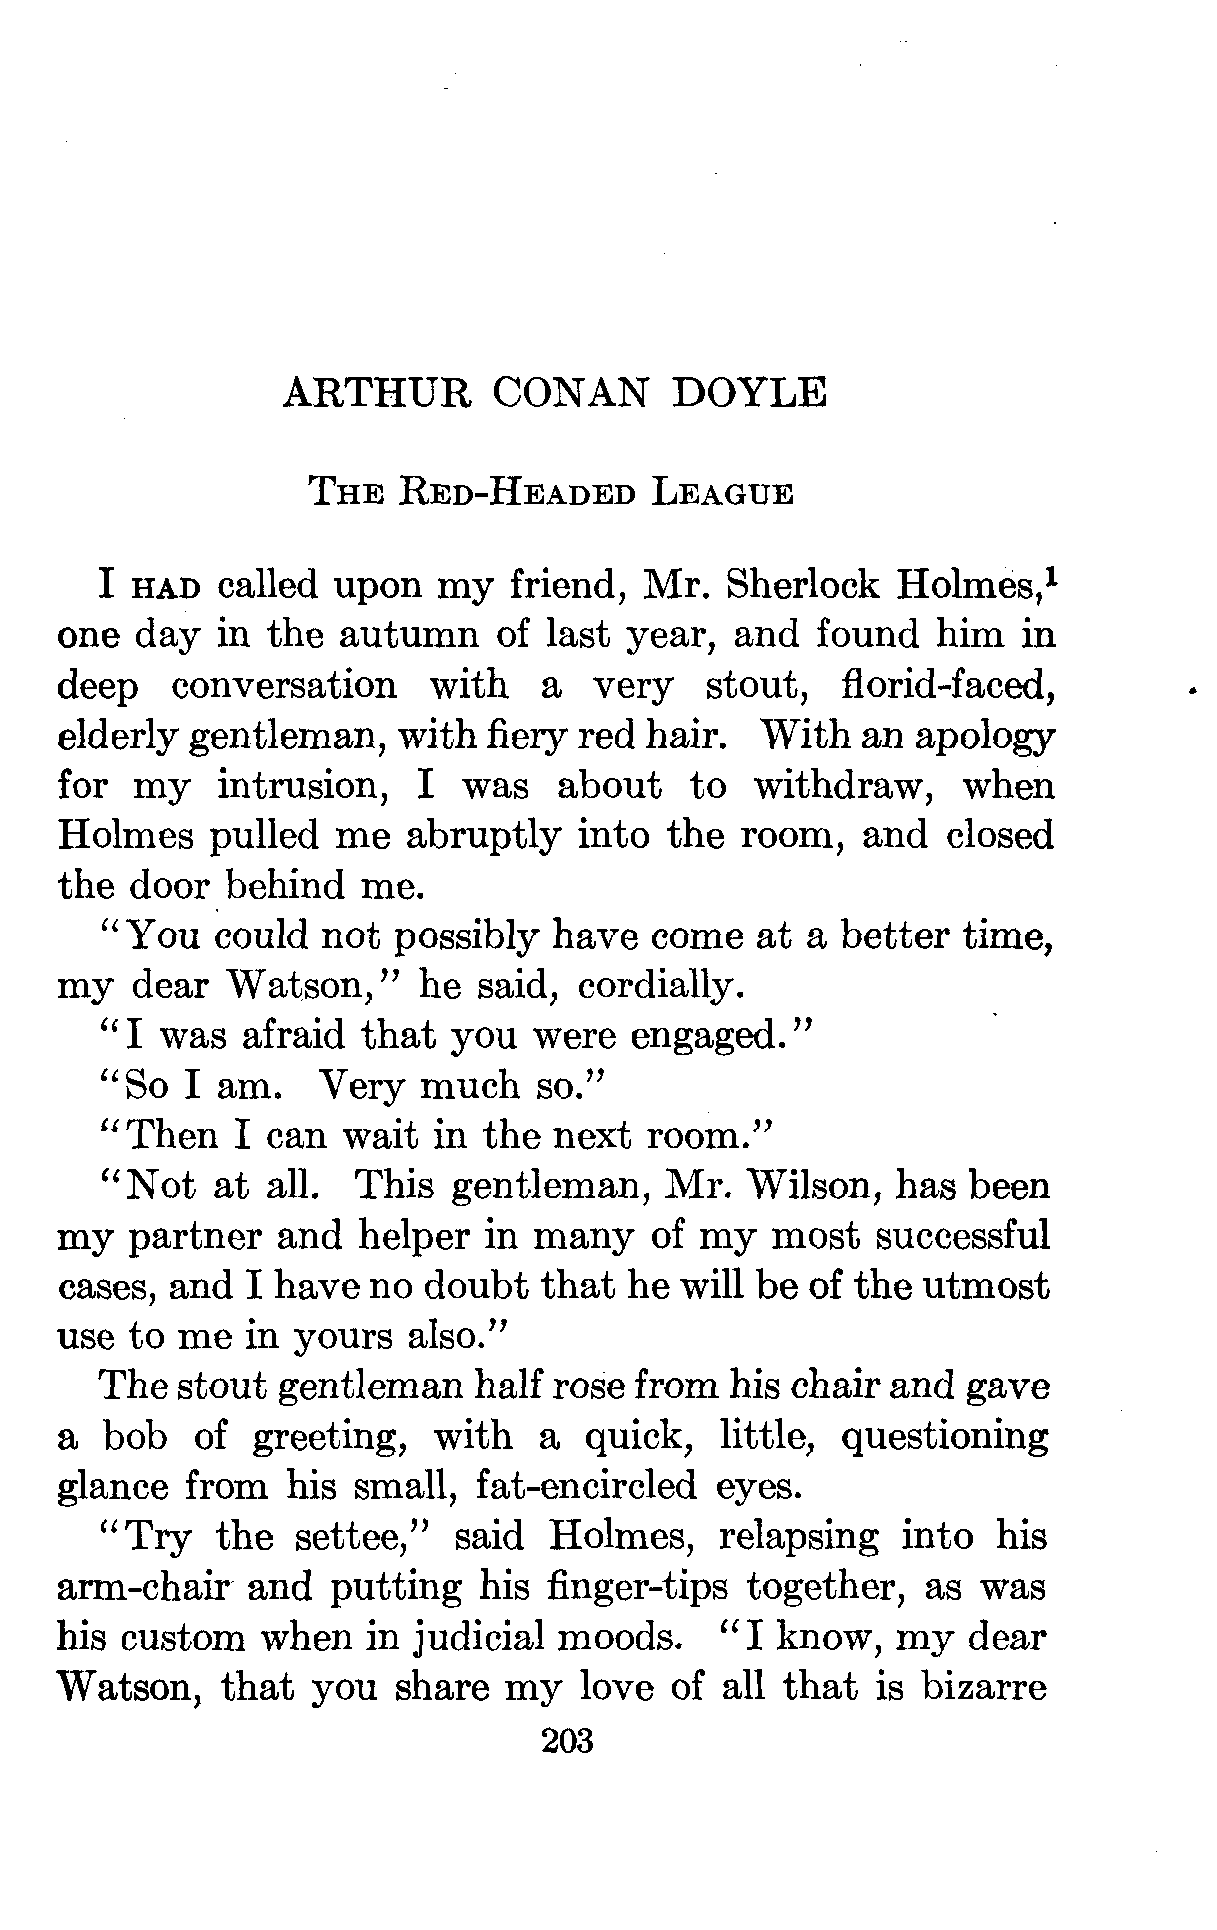 ARTHUR CONAN DOYLE
THE RED-HEADED LEAGUE
I HAD called upon my friend, Mr. Sherlock Holmes,¹
one day in the autumn of last year, and found him in
deep conversation with a very stout, florid-faced,
elderly gentleman, with fiery red hair. With an apology
for my intrusion, I was about to withdraw, when
Holmes pulled me abruptly into the room, and closed
the door behind me.
“You could not possibly have come at a better time,
my dear Watson,” he said, cordially.
“I was afraid that you were engaged.”
“So I am. Very much so.”
“Then I can wait in the next room.”
“Not at all. This gentleman, Mr. Wilson, has been
my partner and helper in many of my most successful
cases, and I have no doubt that he will be of the utmost
use to me in yours also.”
The stout gentleman half rose from his chair and gave
a bob of greeting, with a quick, little, questioning
glance from his small, fat-encircled eyes.
“Try the settee,” said Holmes, relapsing into his
arm-chair and putting his finger-tips together, as was
his custom when in judicial moods. “I know, my dear
Watson, that you share my love of all that is bizarre
203